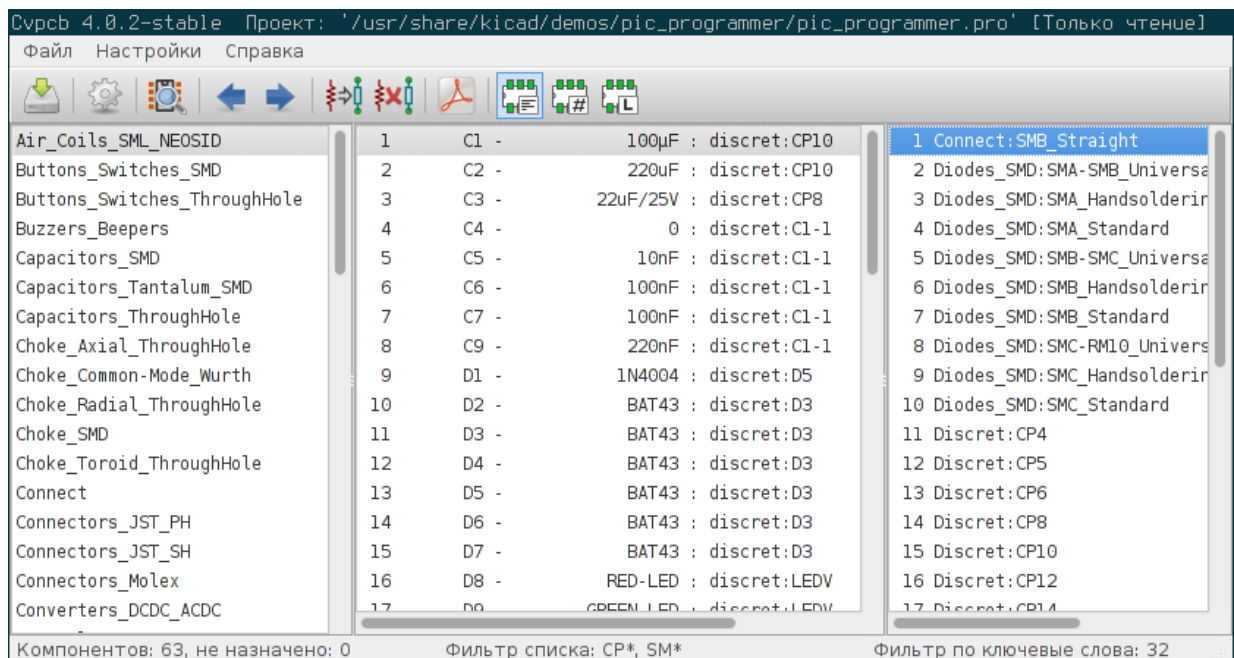 Cvpcb 4.0.2-stable Проект: '/usr/share/kicad/demos/pic_programmer/pic_programmer.pro' [Только чтение]
Файл Настройки Справка
Air_Coils_SML_NEOSID
Buttons_Switches_SMD
Buttons_Switches_ThroughHole
Buzzers_Beepers
Capacitors_SMD
Capacitors_Tantalum_SMD
Capacitors_ThroughHole
Choke_Axial_ThroughHole
Choke_Common-Mode_Wurth
Choke_Radial_ThroughHole
Choke_SMD
Choke_Toroid_ThroughHole
Connect
Connectors_JST_PH
Connectors_JST_SH
Connectors_Molex
Converters_DCDC_ACDC
1 C1 - 100µF : discret:CP10
2 C2 - 220uF : discret:CP10
3 C3 - 22uF/25V : discret:CP8
4 C4 - 0 : discret:C1-1
5 C5 - 10nF : discret:C1-1
6 C6 - 100nF : discret:C1-1
7 C7 - 100nF : discret:C1-1
8 C9 - 220nF : discret:C1-1
9 D1 - 1N4004 : discret:D5
10 D2 - BAT43 : discret:D3
11 D3 - BAT43 : discret:D3
12 D4 - BAT43 : discret:D3
13 D5 - BAT43 : discret:D3
14 D6 - BAT43 : discret:D3
15 D7 - BAT43 : discret:D3
16 D8 - RED-LED : discret:LEDV
17 D9 GREEN-LED : discret:LEDV
1 Connect:SMB_Straight
2 Diodes_SMD:SMA-SMB_Universa
3 Diodes_SMD:SMA_Handsolderin
4 Diodes_SMD:SMA_Standard
5 Diodes_SMD:SMB-SMC_Universa
6 Diodes_SMD:SMB_Handsolderin
7 Diodes_SMD:SMB_Standard
8 Diodes_SMD:SMC-RM10_Univers
9 Diodes_SMD:SMC_Handsolderin
10 Diodes_SMD:SMC_Standard
11 Discret:CP4
12 Discret:CP5
13 Discret:CP6
14 Discret:CP8
15 Discret:CP10
16 Discret:CP12
17 Discret:CP14
Компонентов: 63, не назначено: 0 Фильтр списка: CP*, SM* Фильтр по ключевые слова: 32